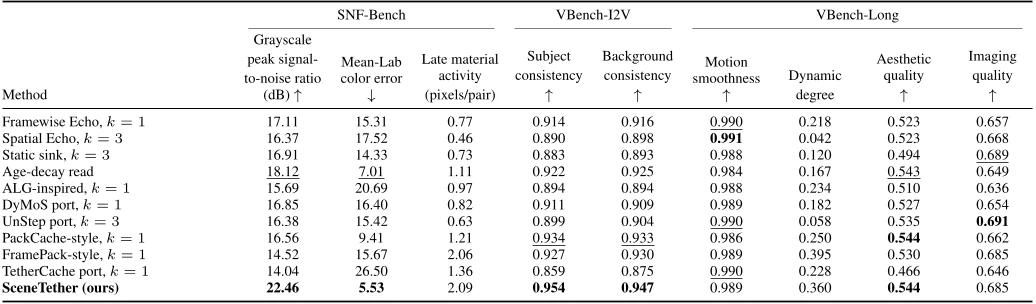 SNF-Bench VBench-I2V VBench-Long
Grayscale
peak signal- Mean-Lab Late material Subject Background Motion Aesthetic Imaging
to-noise ratio color error activity consistency consistency smoothness Dynamic quality quality
Method (dB) ↑ ↓ (pixels/pair) ↑ ↑ ↑ degree ↑ ↑
Framewise Echo, k = 1 17.11 15.31 0.77 0.914 0.916 0.990 0.218 0.523 0.657
Spatial Echo, k = 3 16.37 17.52 0.46 0.890 0.898 0.991 0.042 0.523 0.668
Static sink, k = 3 16.91 14.33 0.73 0.883 0.893 0.988 0.120 0.494 0.689
Age-decay read 18.12 7.01 1.11 0.922 0.925 0.984 0.167 0.543 0.649
ALG-inspired, k = 1 15.69 20.69 0.97 0.894 0.894 0.988 0.234 0.510 0.636
DyMoS port, k = 1 16.85 16.40 0.82 0.911 0.909 0.989 0.182 0.527 0.654
UnStep port, k = 3 16.38 15.42 0.63 0.899 0.904 0.990 0.058 0.535 0.691
PackCache-style, k = 1 16.56 9.41 1.21 0.934 0.933 0.986 0.250 0.544 0.662
FramePack-style, k = 1 14.52 15.67 2.06 0.927 0.930 0.989 0.395 0.530 0.685
TetherCache port, k = 1 14.04 26.50 1.36 0.859 0.875 0.990 0.228 0.466 0.646
SceneTether (ours) 22.46 5.53 2.09 0.954 0.947 0.989 0.360 0.544 0.685